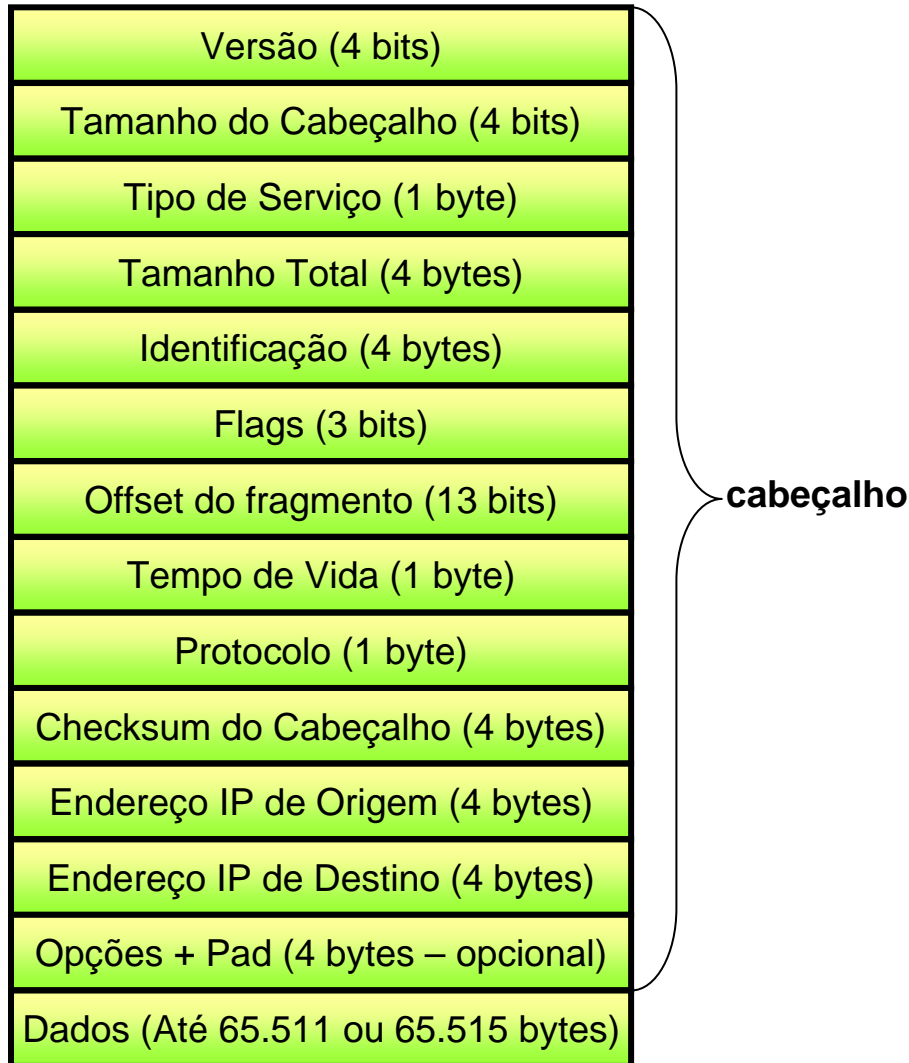 Versão (4 bits)
Tamanho do Cabeçalho (4 bits)
Tipo de Serviço (1 byte)
Tamanho Total (4 bytes)
Identificação (4 bytes)
Flags (3 bits)
Offset do fragmento (13 bits)
Tempo de Vida (1 byte)
Protocolo (1 byte)
Checksum do Cabeçalho (4 bytes)
Endereço IP de Origem (4 bytes)
Endereço IP de Destino (4 bytes)
Opções + Pad (4 bytes – opcional)
Dados (Até 65.511 ou 65.515 bytes)
cabeçalho